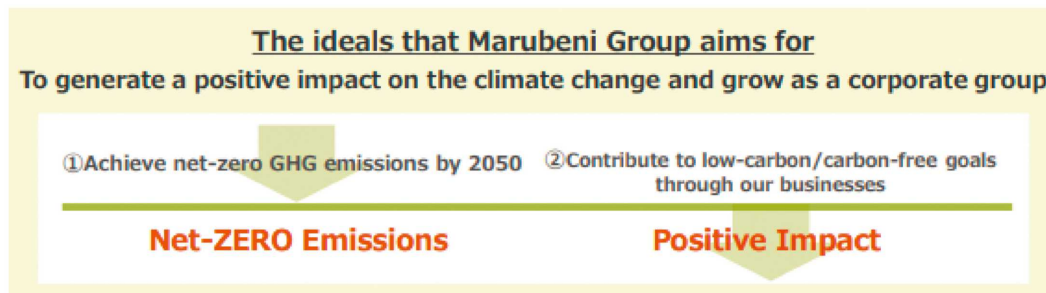 The ideals that Marubeni Group aims for
To generate a positive impact on the climate change and grow as a corporate group
①Achieve net-zero GHG emissions by 2050
②Contribute to low-carbon/carbon-free goals
through our businesses
Net-ZERO Emissions
Positive Impact